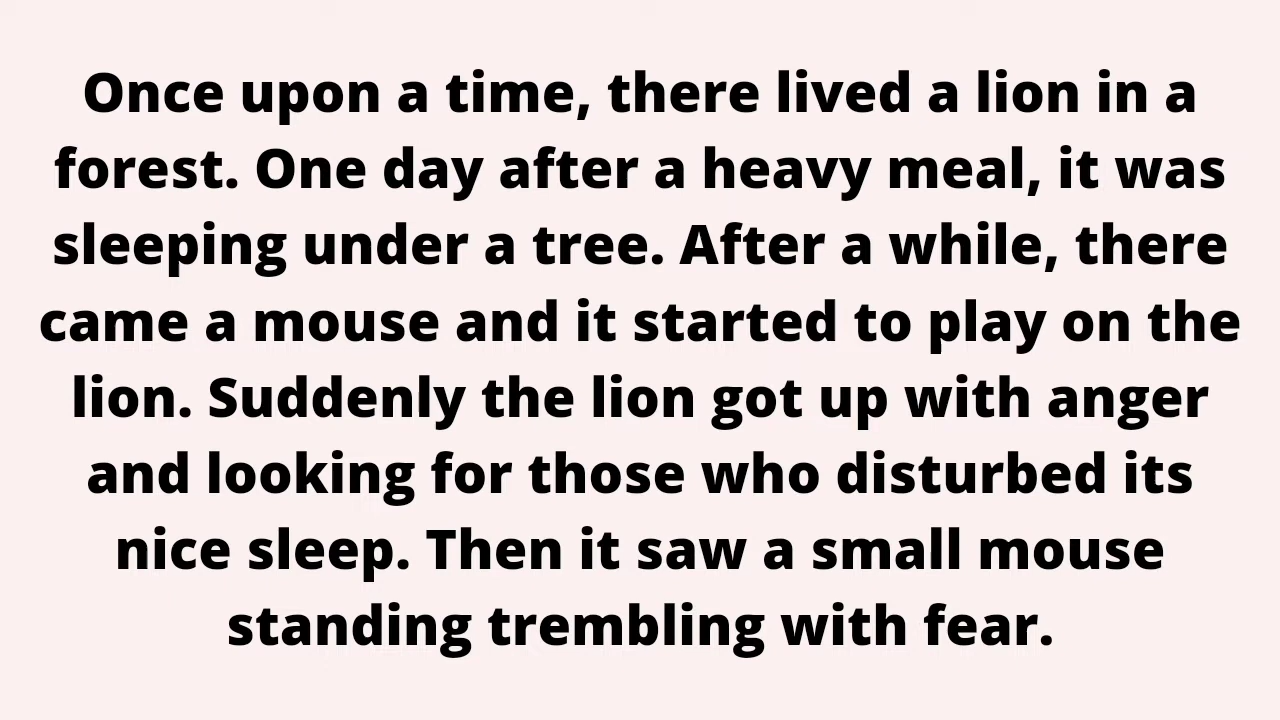 Once upon a time, there lived a lion in a
forest. One day after a heavy meal, it was
sleeping under a tree. After a while, there
came a mouse and it started to play on the
lion. Suddenly the lion got up with anger
and looking for those who disturbed its
nice sleep. Then it saw a small mouse
standing trembling with fear.